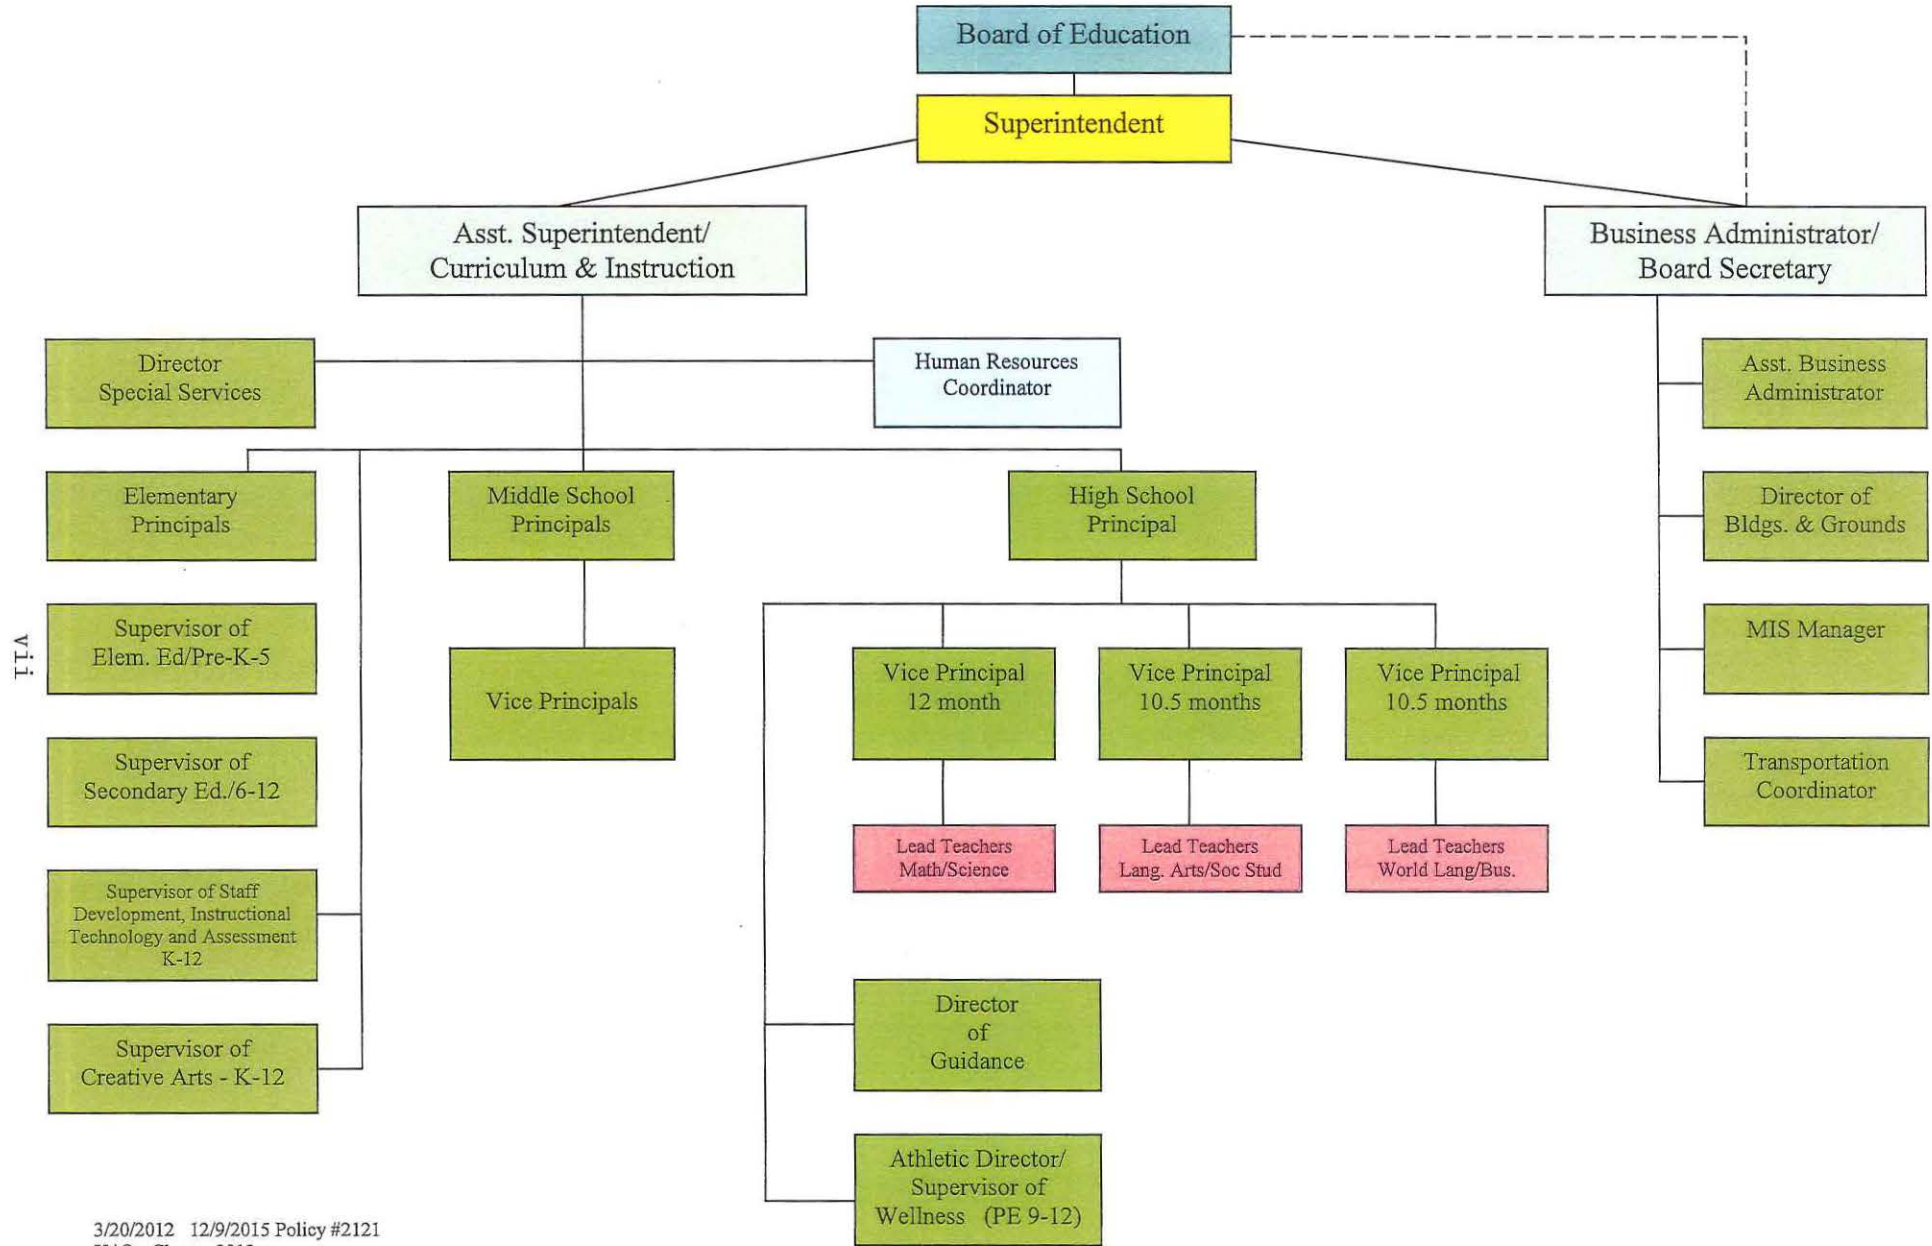 Board of Education
Superintendent
Asst. Superintendent/
Curriculum & Instruction
Business Administrator/
Board Secretary
Director
Special Services
Human Resources
Coordinator
Asst. Business
Administrator
Elementary
Principals
Middle School
Principals
High School
Principal
Director of
Bldgs. & Grounds
Supervisor of
Elem. Ed/Pre-K-5
Vice Principals
Vice Principal
12 month
Vice Principal
10.5 months
Vice Principal
10.5 months
MIS Manager
Supervisor of
Secondary Ed./6-12
Transportation
Coordinator
Lead Teachers
Math/Science
Lead Teachers
Lang. Arts/Soc Stud
Lead Teachers
World Lang/Bus.
Supervisor of Staff
Development, Instructional
Technology and Assessment
K-12
Director
of
Guidance
Supervisor of
Creative Arts - K-12
Athletic Director/
Supervisor of
Wellness (PE 9-12)
vii
3/20/2012 12/9/2015 Policy #2121